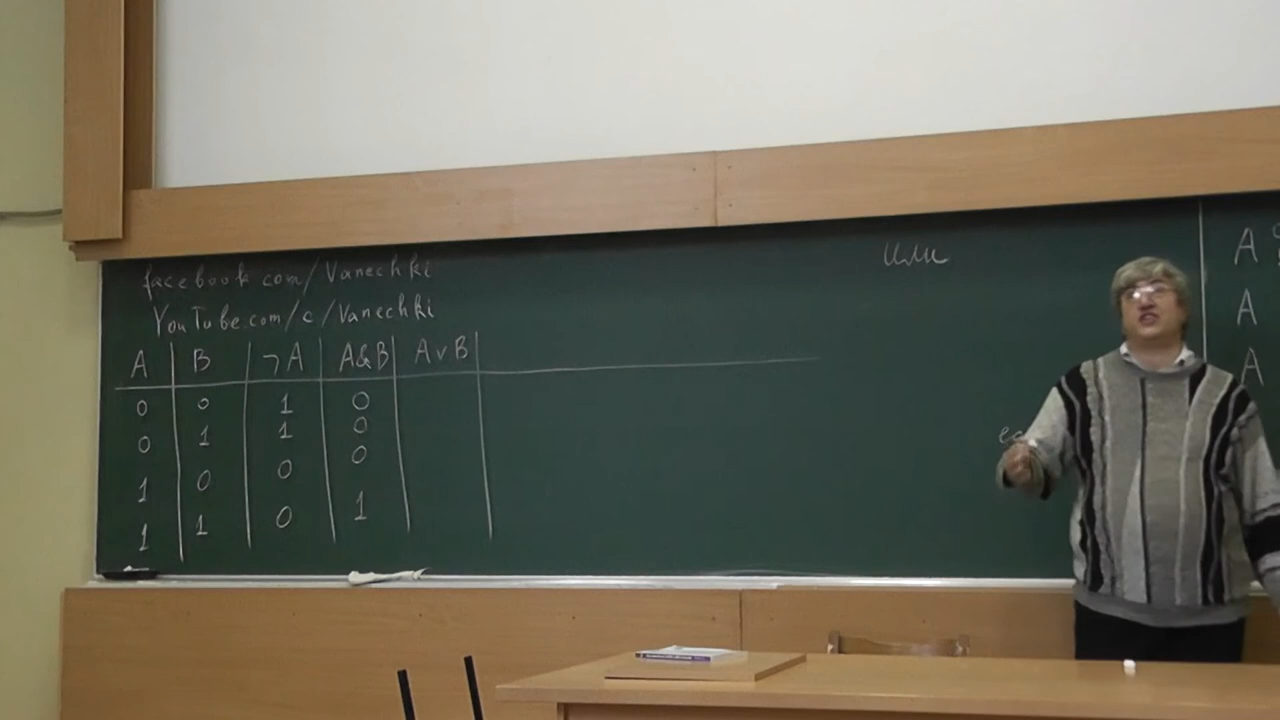 facebook.com/Vanechki
YouTube.com/c/Vanechki
или
A B ¬A A&B A∨B
0 0 1 0
0 1 1 0
1 0 0 0
1 1 0 1
A
A
A